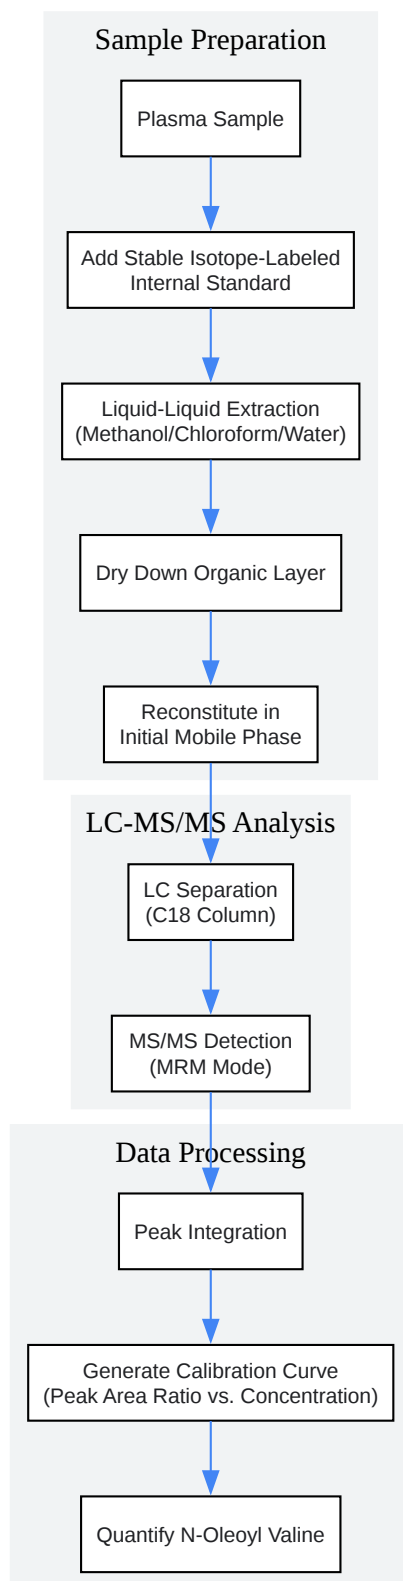 Sample Preparation
Plasma Sample
Add Stable Isotope-Labeled
Internal Standard
Liquid-Liquid Extraction
(Methanol/Chloroform/Water)
Dry Down Organic Layer
Reconstitute in
Initial Mobile Phase
LC-MS/MS Analysis
LC Separation
(C18 Column)
MS/MS Detection
(MRM Mode)
Data Processing
Peak Integration
Generate Calibration Curve
(Peak Area Ratio vs. Concentration)
Quantify N-Oleoyl Valine